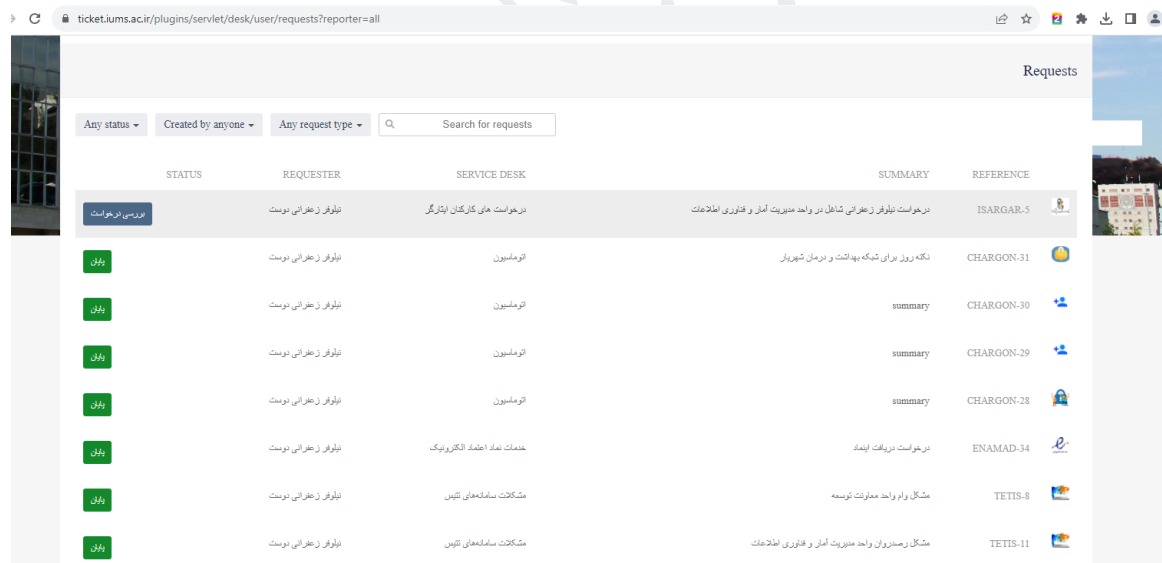 ticket.iums.ac.ir/plugins/servlet/desk/user/requests?reporter=all
Requests
Any status Created by anyone Any request type Search for requests
STATUS REQUESTER SERVICE DESK SUMMARY REFERENCE
بررسی درخواست نیلوفر زعفرانی دوست درخواست های کارکنان ایثارگر درخواست نیلوفر زعفرانی شاغل در واحد مدیریت آمار و فناوری اطلاعات ISARGAR-5
پایان نیلوفر زعفرانی دوست اتوماسیون نکته روز برای شبکه بهداشت و درمان شهریار CHARGON-31
پایان نیلوفر زعفرانی دوست اتوماسیون summary CHARGON-30
پایان نیلوفر زعفرانی دوست اتوماسیون summary CHARGON-29
پایان نیلوفر زعفرانی دوست اتوماسیون summary CHARGON-28
پایان نیلوفر زعفرانی دوست خدمات نماد اعتماد الکترونیک درخواست دریافت اینماد ENAMAD-34
پایان نیلوفر زعفرانی دوست مشکلات سامانه‌های تتیس مشکل وام واحد معاونت توسعه TETIS-8
پایان نیلوفر زعفرانی دوست مشکلات سامانه‌های تتیس مشکل رصدروان واحد مدیریت آمار و فناوری اطلاعات TETIS-11